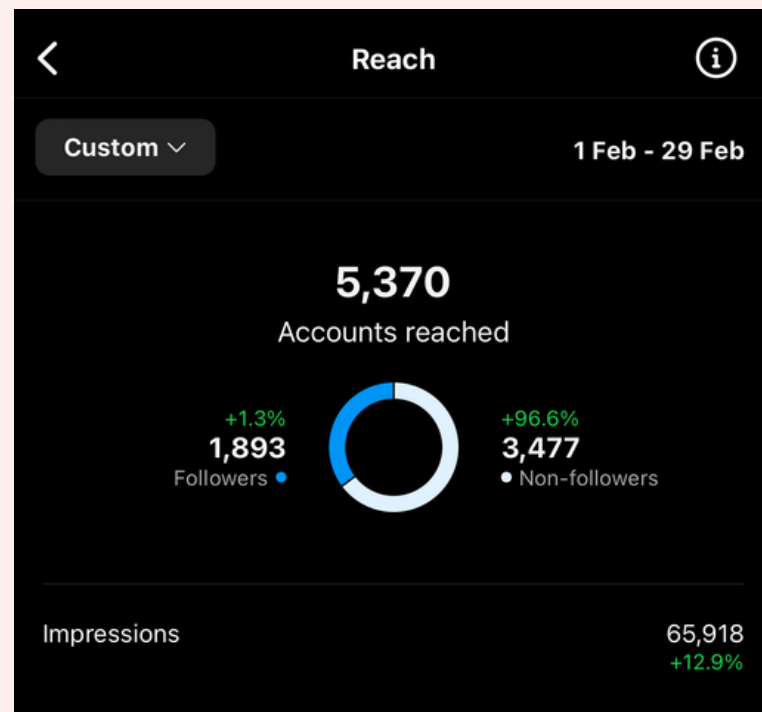 Reach
Custom
1 Feb - 29 Feb
5,370
Accounts reached
+1.3%
1,893
Followers
+96.6%
3,477
Non-followers
Impressions
65,918
+12.9%